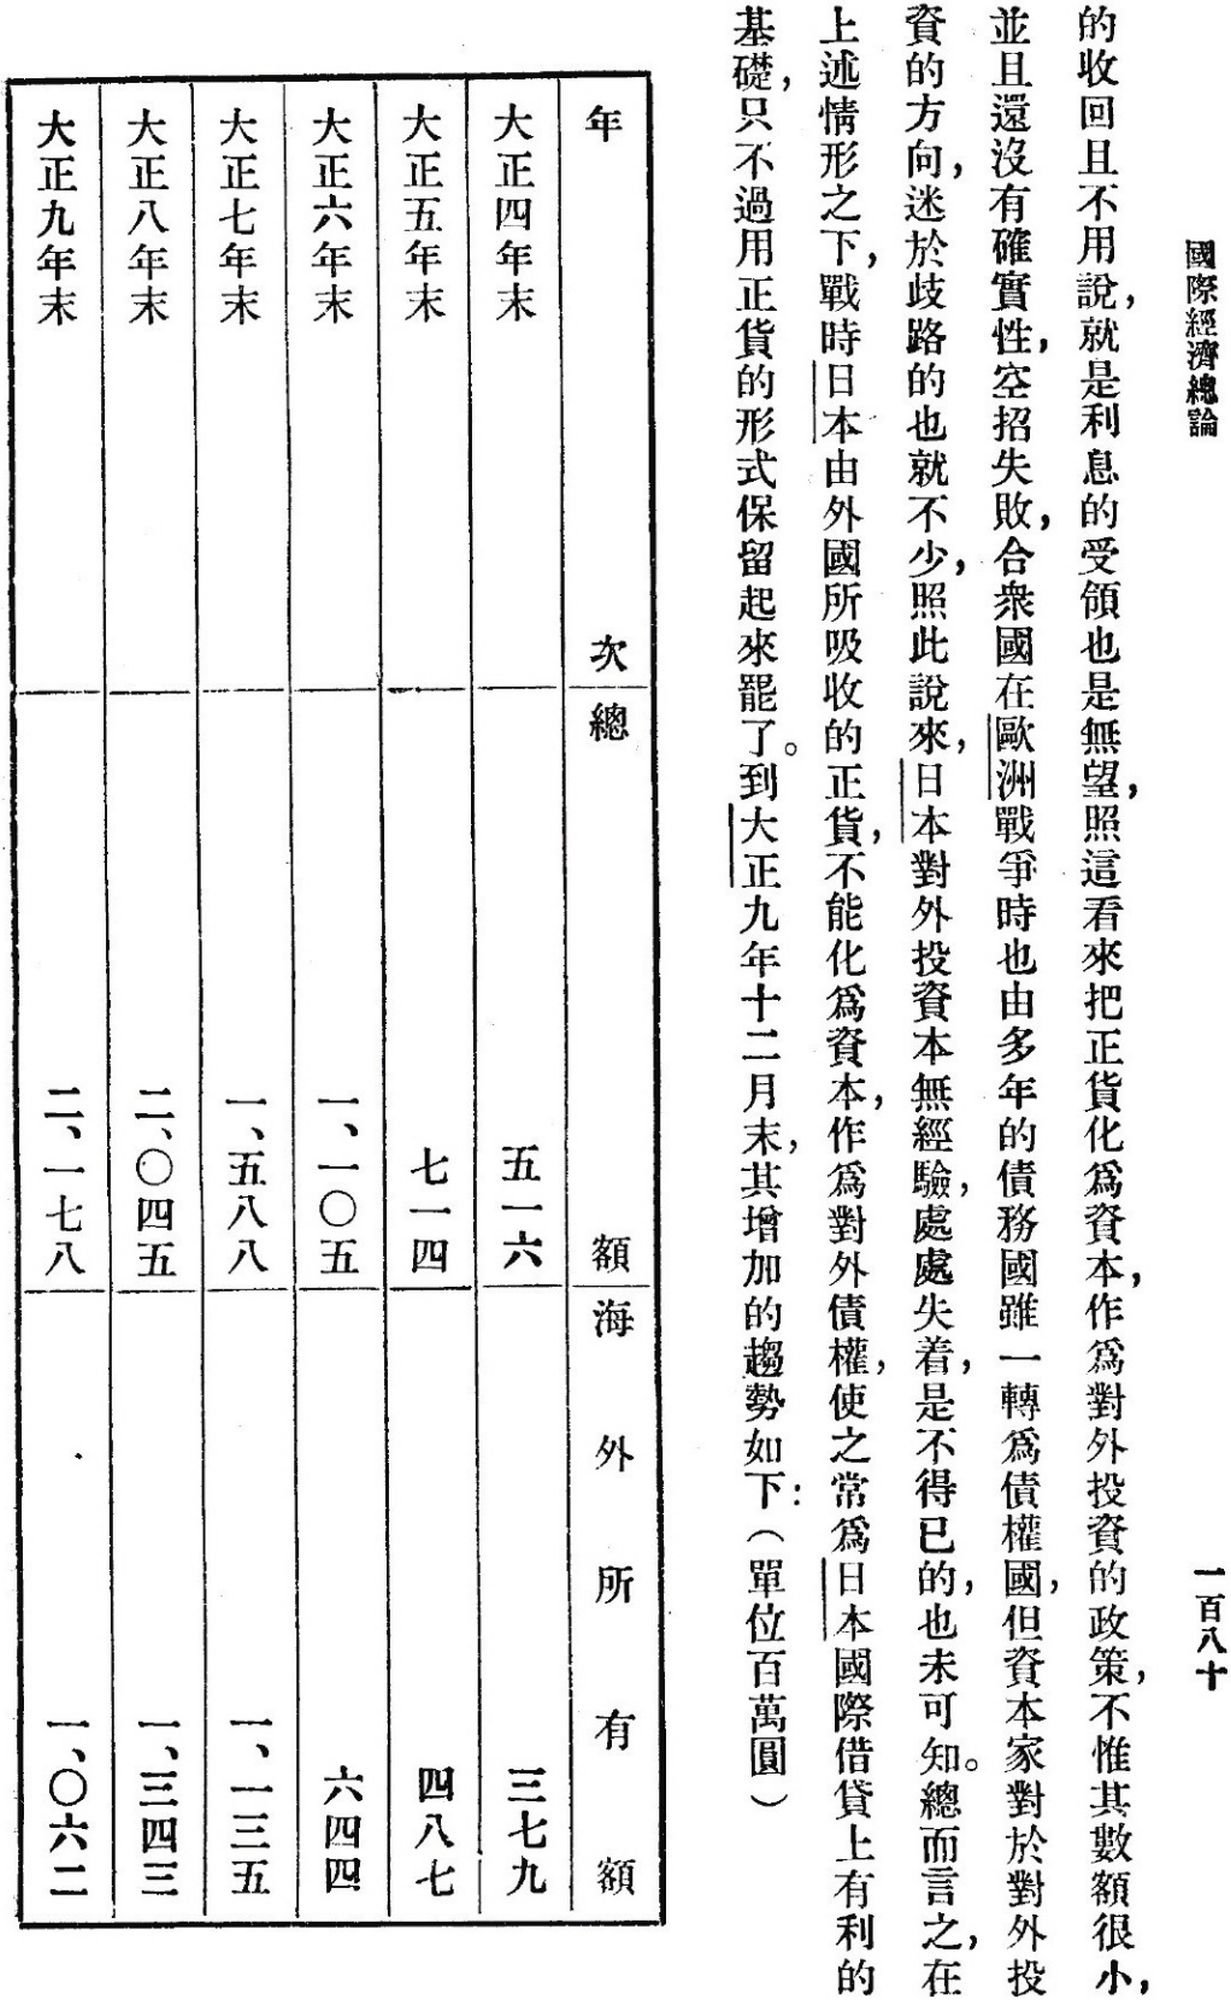 國際經濟總論
一百八十
的收回且不用說，就是利息的受領也是無望，照這看來把正貨化爲資本，作爲對外投資的政策，不惟其數額很小，
並且還沒有確實性，空招失敗，合衆國在歐洲戰爭時也由多年的債務國雖一轉爲債權國，但資本家對於對外投
資的方向，迷於歧路的也就不少，照此說來，日本對外投資本無經驗，處處失着，是不得已的，也未可知。總而言之，在
上述情形之下，戰時日本由外國所吸收的正貨，不能化爲資本，作爲對外債權，使之常爲日本國際借貸上有利的
基礎，只不過用正貨的形式保留起來罷了。到大正九年十二月末，其增加的趨勢如下：（單位百萬圓）
年次 總額 海外所有額
大正四年末 五一六 三七九
大正五年末 七一四 四八七
大正六年末 一、一〇五 六四四
大正七年末 一、五八八 一、一三五
大正八年末 二、〇四五 一、三四三
大正九年末 二、一七八 一、〇六二